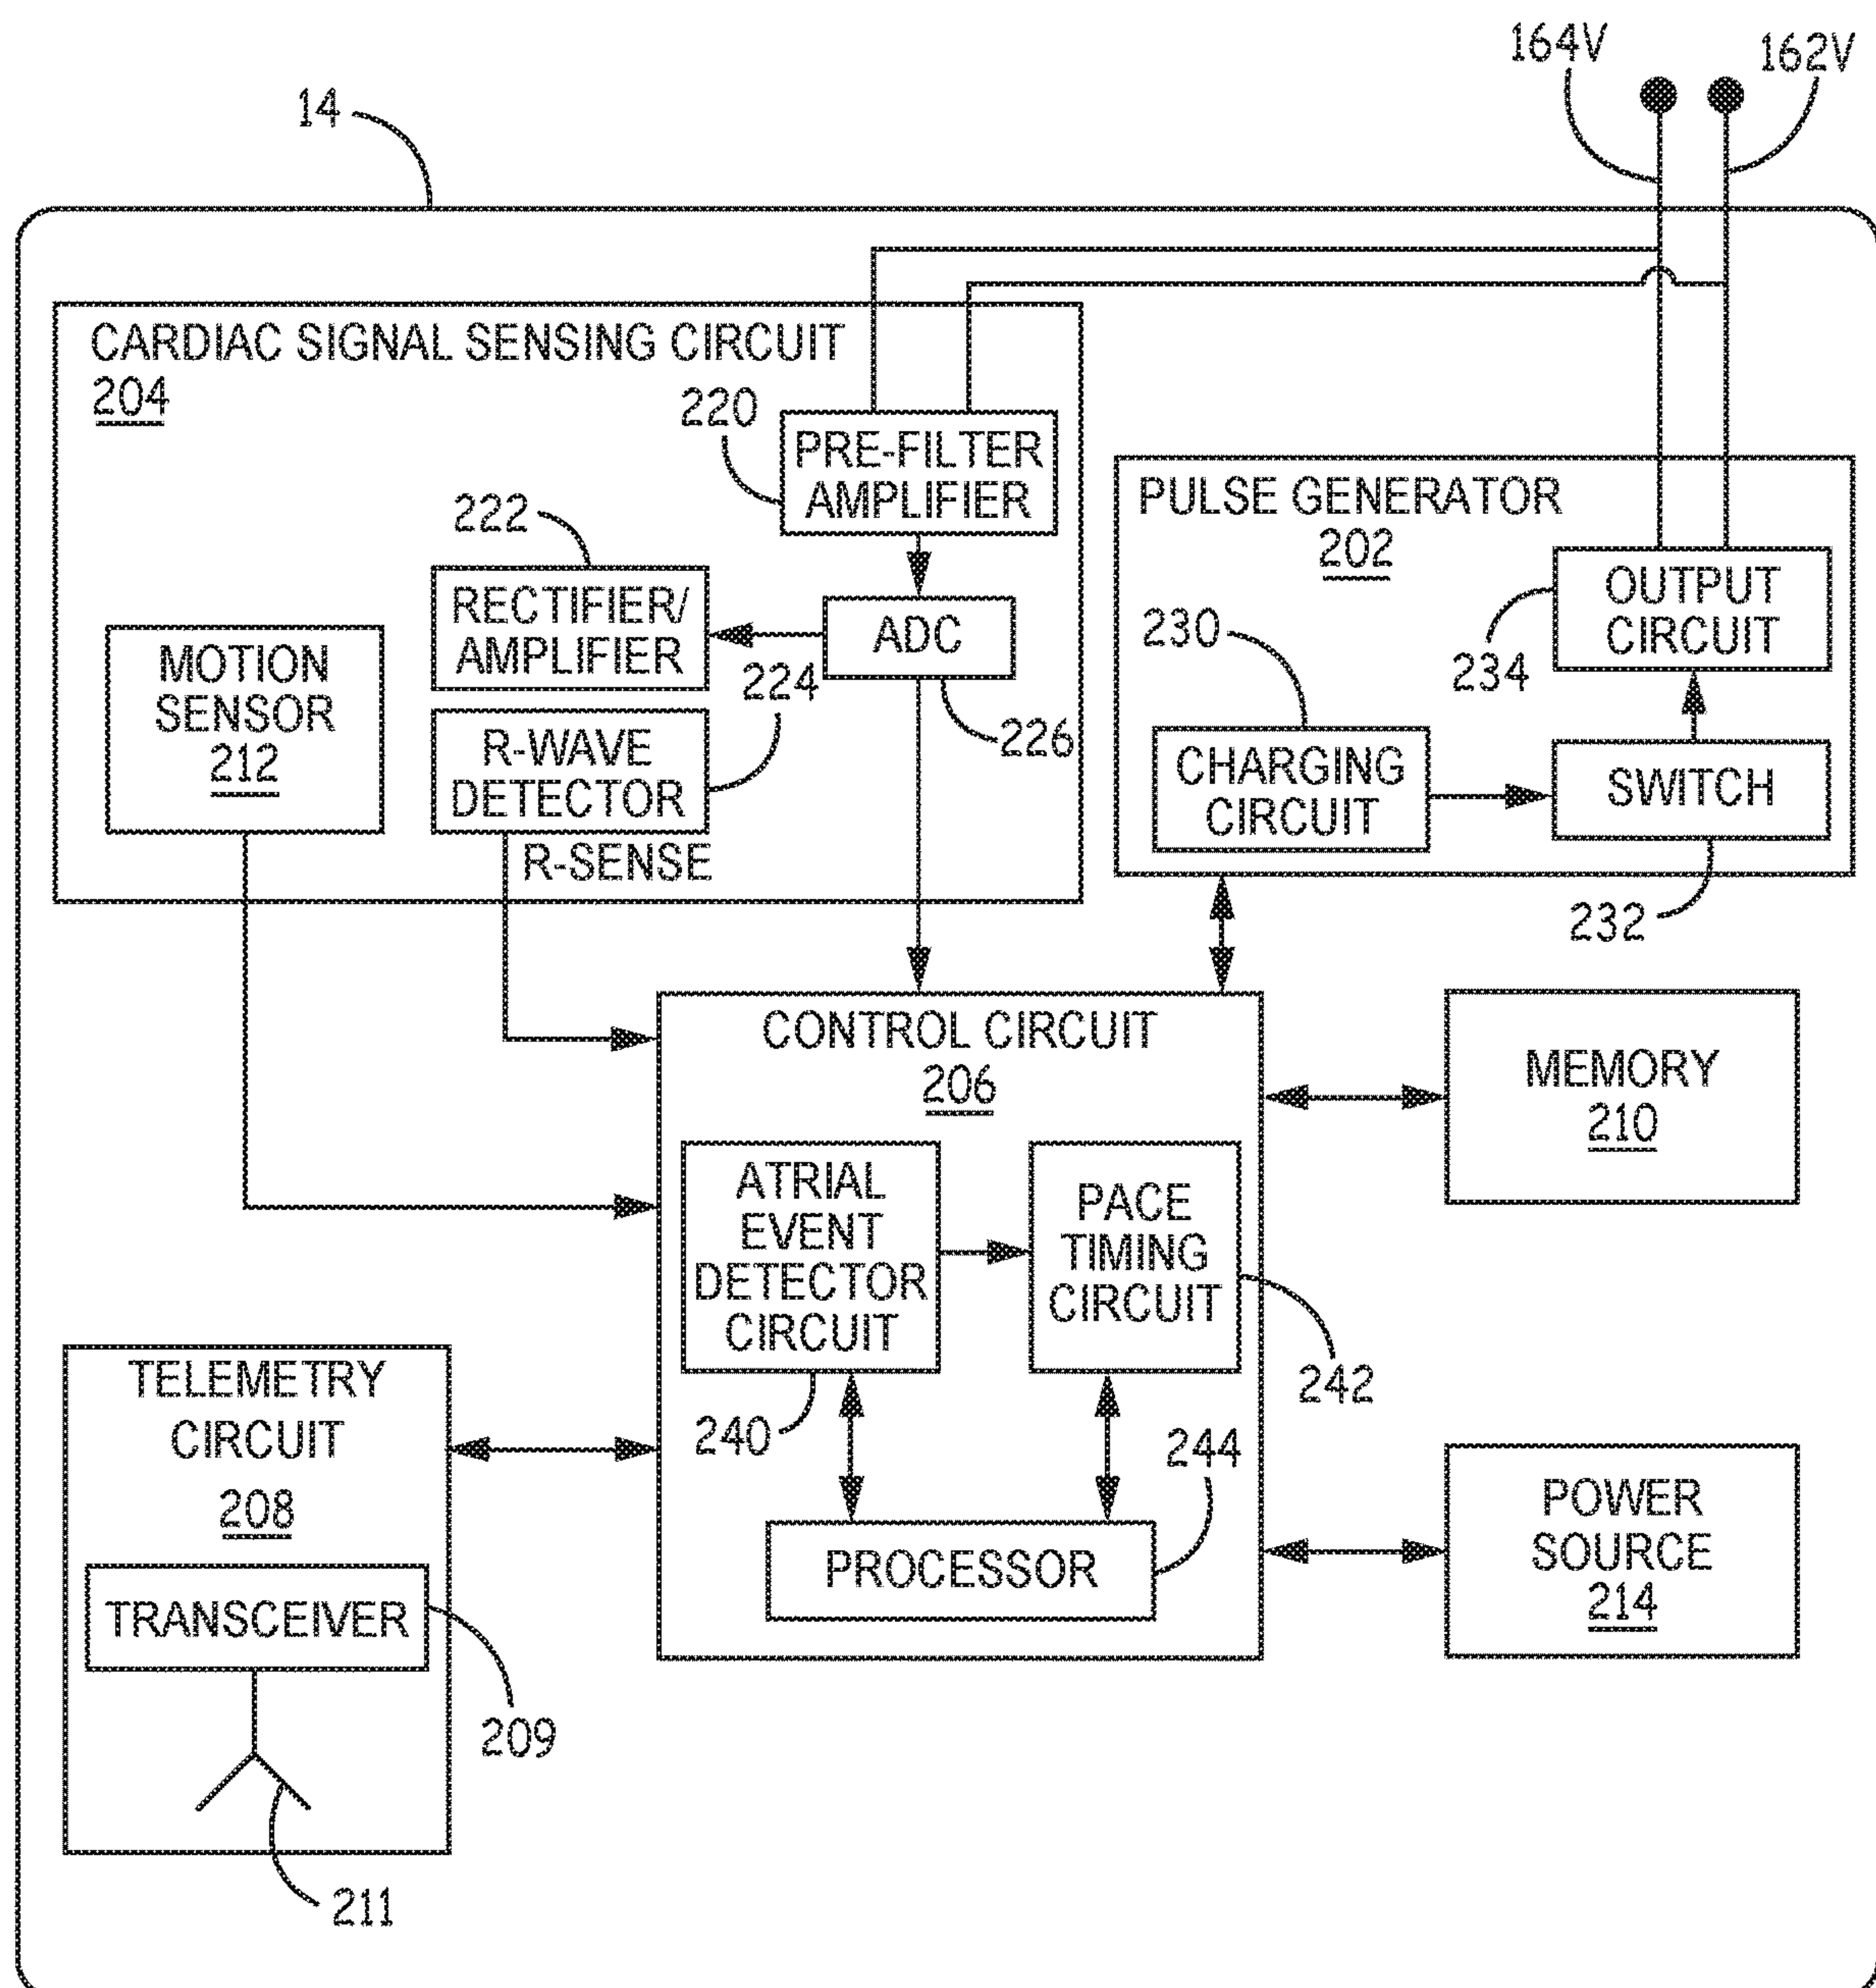 164V
162V
14
CARDIAC SIGNAL SENSING CIRCUIT
204
220
PRE-FILTER
AMPLIFIER
222
RECTIFIER/
AMPLIFIER
ADC
224
226
MOTION
SENSOR
212
R-WAVE
DETECTOR
R-SENSE
PULSE GENERATOR
202
OUTPUT
CIRCUIT
234
230
CHARGING
CIRCUIT
SWITCH
232
CONTROL CIRCUIT
206
MEMORY
210
ATRIAL
EVENT
DETECTOR
CIRCUIT
240
PACE
TIMING
CIRCUIT
242
244
PROCESSOR
TELEMETRY
CIRCUIT
208
TRANSCEIVER
209
211
POWER
SOURCE
214